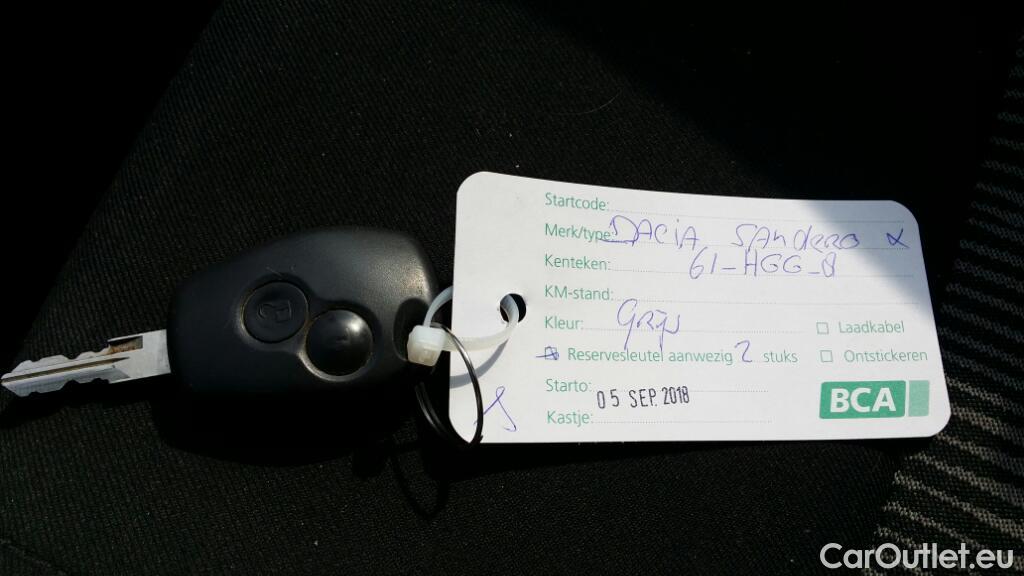 Startcode:
Merk/type: DACIA SANdero
Kenteken: 61-HGG-8
KM-stand:
Kleur: Grijs
Laadkabel
Reservesleutel aanwezig 2 stuks
Ontstickeren
Starto: 05 SEP. 2018
Kastje:
BCA
CarOutlet.eu